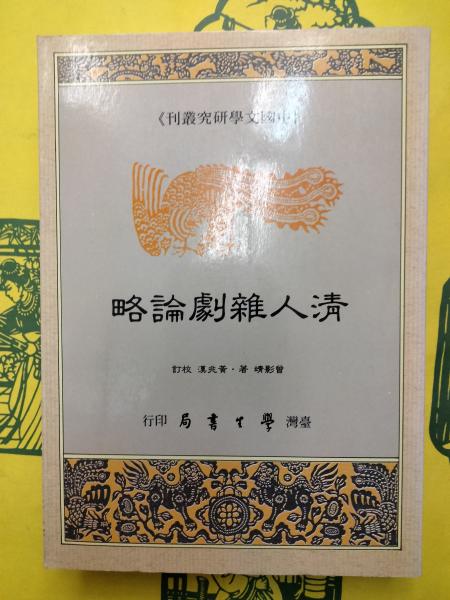 中國文學研究叢刊》
清人雜劇論略
曾影靖 著・黃兆漢 校訂
臺灣 學生書局 印行